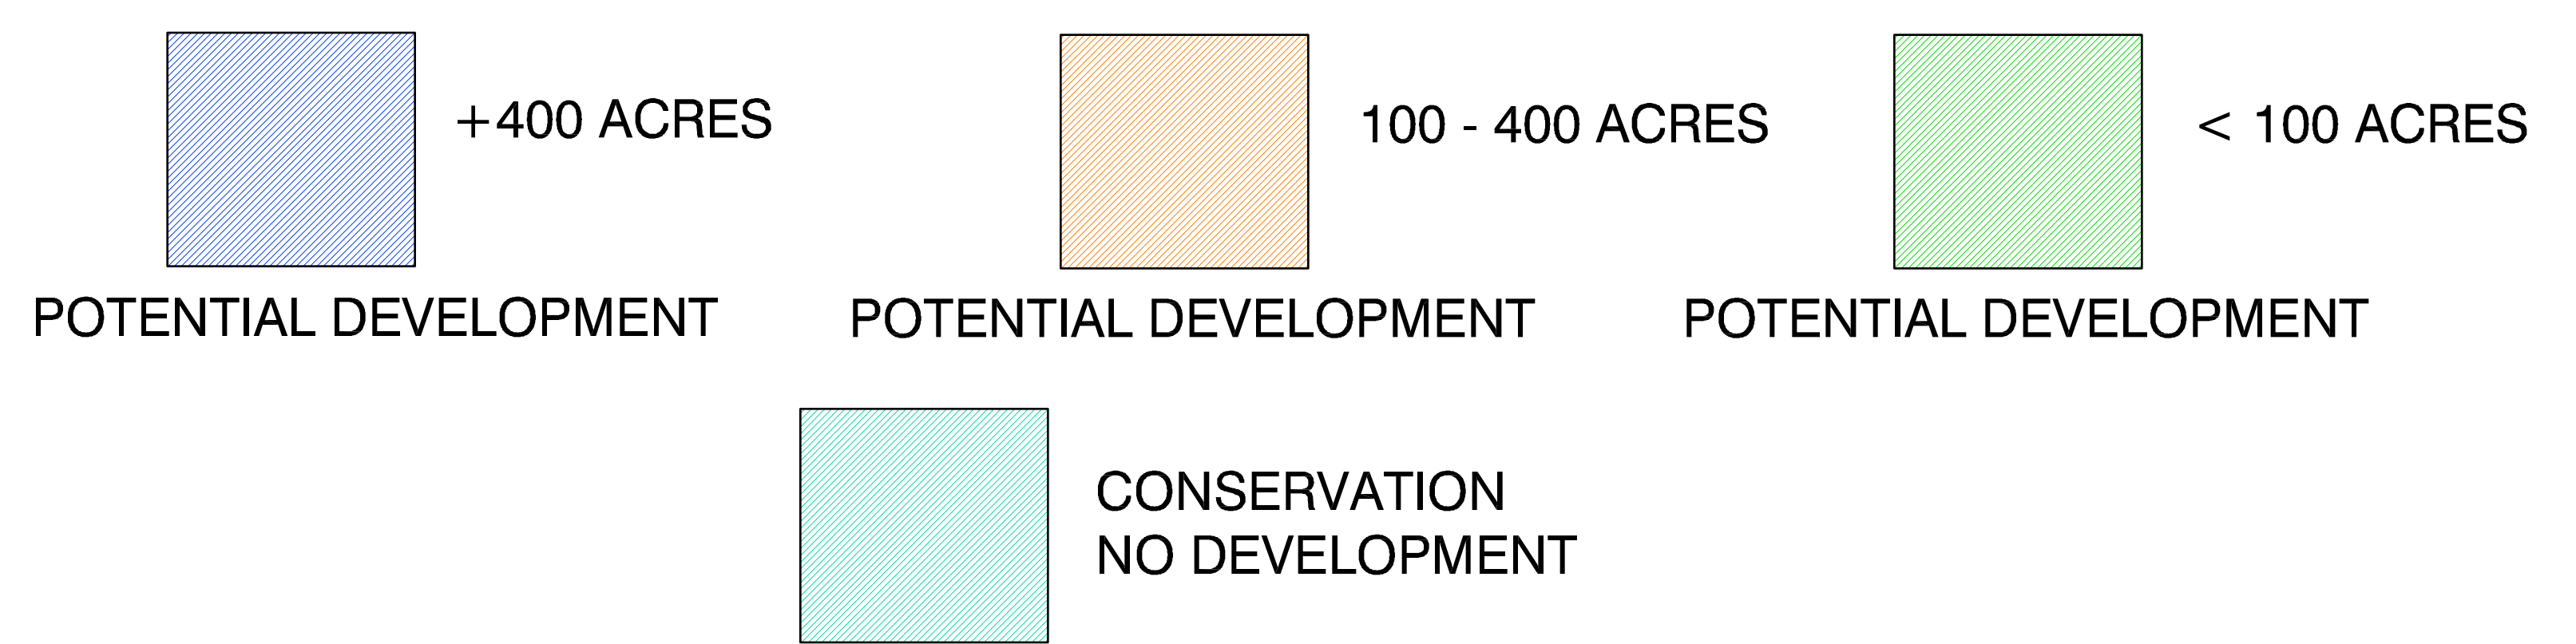 +400 ACRES
100 - 400 ACRES
< 100 ACRES
POTENTIAL DEVELOPMENT
POTENTIAL DEVELOPMENT
POTENTIAL DEVELOPMENT
CONSERVATION
NO DEVELOPMENT